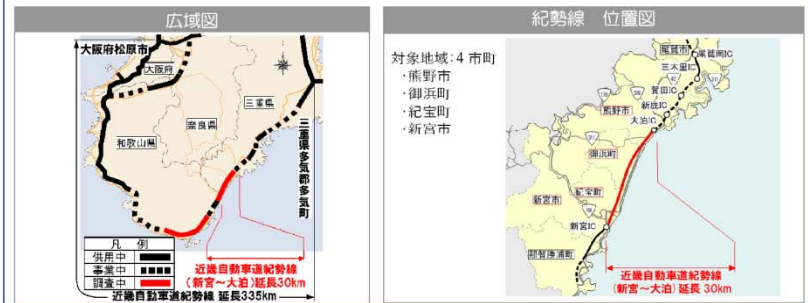 広域図
大阪府松原市
大阪府
三重県
奈良県
和歌山県
三重県多気郡多気町
凡 例
供用中
事業中
調査中
近畿自動車道紀勢線
(新宮～大泊)延長30km
近畿自動車道紀勢線 延長335km
紀勢線 位置図
対象地域:4市町
・熊野市
・御浜町
・紀宝町
・新宮市
尾鷲市
尾鷲南IC
三木里IC
賀田IC
新鹿IC
熊野市
大泊IC
御浜町
紀宝町
新宮市
新宮IC
那智勝浦町
近畿自動車道紀勢線
(新宮～大泊)延長 30km